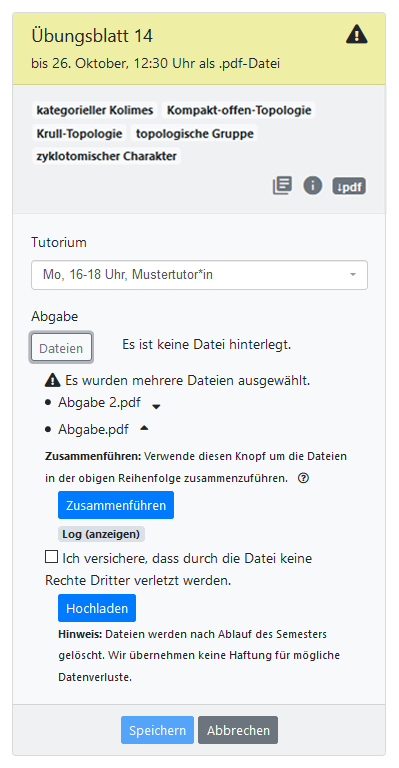 Übungsblatt 14
bis 26. Oktober, 12:30 Uhr als .pdf-Datei
kategorieller Kolimes Kompakt-offen-Topologie
Krull-Topologie topologische Gruppe
zyklotomischer Charakter
↓pdf
Tutorium
Mo, 16-18 Uhr, Mustertutor*in
Abgabe
Dateien Es ist keine Datei hinterlegt.
Es wurden mehrere Dateien ausgewählt.
• Abgabe 2.pdf
• Abgabe.pdf
Zusammenführen: Verwende diesen Knopf um die Dateien
in der obigen Reihenfolge zusammenzuführen.
Zusammenführen
Log (anzeigen)
Ich versichere, dass durch die Datei keine
Rechte Dritter verletzt werden.
Hochladen
Hinweis: Dateien werden nach Ablauf des Semesters
gelöscht. Wir übernehmen keine Haftung für mögliche
Datenverluste.
Speichern Abbrechen